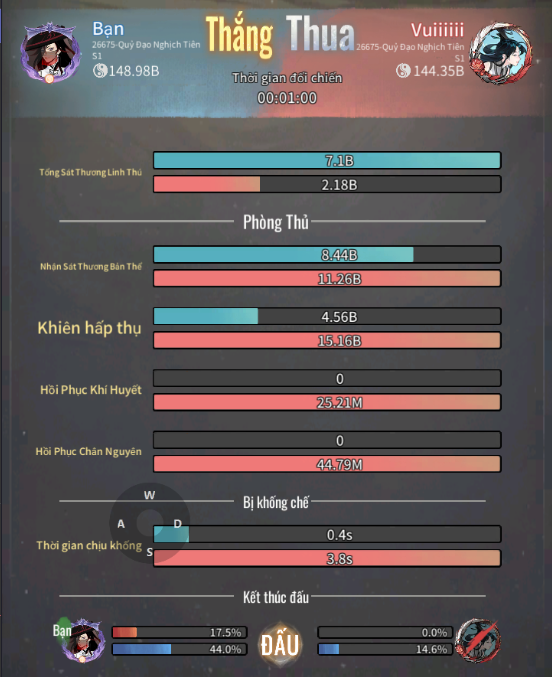 Bạn
26675-Quỷ Đạo Nghịch Tiên
S1
148.98B
Thắng
Thua
Thời gian đối chiến
00:01:00
Vuiiiiii
26675-Quỷ Đạo Nghịch Tiên
S1
144.35B
Tổng Sát Thương Linh Thú
7.1B
2.18B
Phòng Thủ
Nhận Sát Thương Bản Thể
8.44B
11.26B
Khiên hấp thụ
4.56B
15.16B
Hồi Phục Khí Huyết
0
25.21M
Hồi Phục Chân Nguyên
0
44.79M
Bị khống chế
W
A
D
S
Thời gian chịu khống
0.4s
3.8s
Kết thúc đấu
Bạn
17.5%
44.0%
ĐẤU
0.0%
14.6%